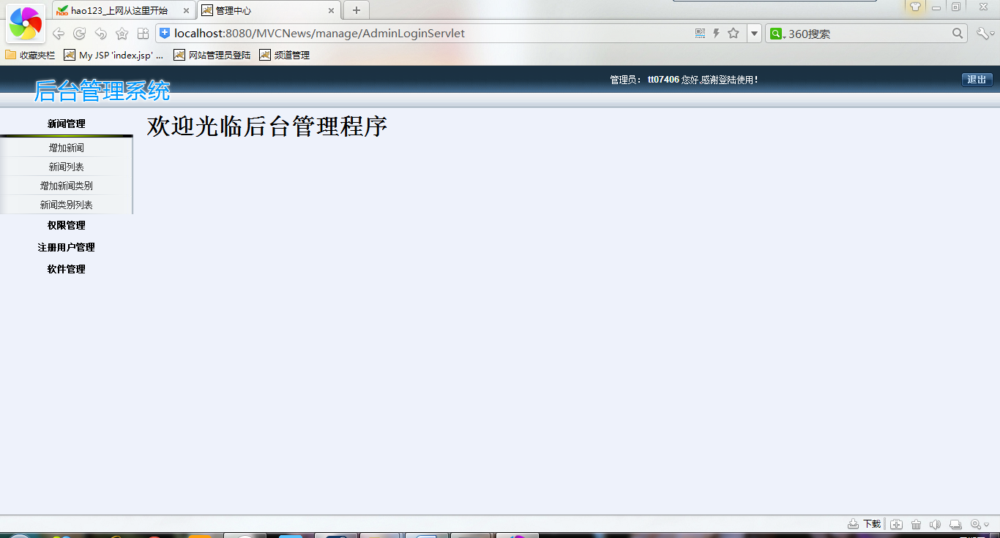 hao123_上网从这里开始
管理中心
localhost:8080/MVCNews/manage/AdminLoginServlet
360搜索
收藏夹栏
My JSP 'index.jsp' ...
网站管理员登陆
频道管理
后台管理系统
管理员： tt07406 您好,感谢登陆使用！
退出
新闻管理
增加新闻
新闻列表
增加新闻类别
新闻类别列表
权限管理
注册用户管理
软件管理
欢迎光临后台管理程序
下载